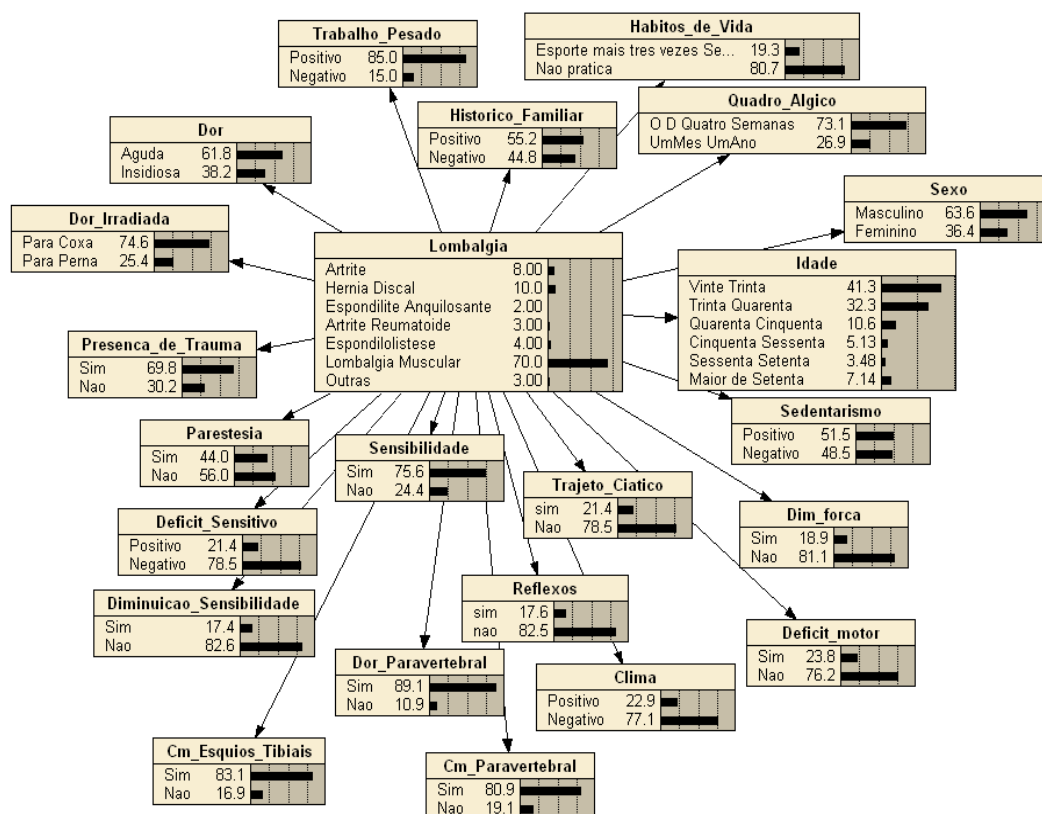 Trabalho_Pesado
Positivo 85.0
Negativo 15.0
Habitos_de_Vida
Esporte mais tres vezes Se... 19.3
Nao pratica 80.7
Historico_Familiar
Positivo 55.2
Negativo 44.8
Quadro_Algico
O D Quatro Semanas 73.1
UmMes UmAno 26.9
Dor
Aguda 61.8
Insidiosa 38.2
Sexo
Masculino 63.6
Feminino 36.4
Dor_Irradiada
Para Coxa 74.6
Para Perna 25.4
Lombalgia
Artrite 8.00
Hernia Discal 10.0
Espondilite Anquilosante 2.00
Artrite Reumatoide 3.00
Espondilolistese 4.00
Lombalgia Muscular 70.0
Outras 3.00
Idade
Vinte Trinta 41.3
Trinta Quarenta 32.3
Quarenta Cinquenta 10.6
Cinquenta Sessenta 5.13
Sessenta Setenta 3.48
Maior de Setenta 7.14
Presenca_de_Trauma
Sim 69.8
Nao 30.2
Sedentarismo
Positivo 51.5
Negativo 48.5
Parestesia
Sim 44.0
Nao 56.0
Sensibilidade
Sim 75.6
Nao 24.4
Trajeto_Ciatico
sim 21.4
Nao 78.5
Dim_forca
Sim 18.9
Nao 81.1
Deficit_Sensitivo
Positivo 21.4
Negativo 78.5
Reflexos
sim 17.6
nao 82.5
Diminuicao_Sensibilidade
Sim 17.4
Nao 82.6
Deficit_motor
Sim 23.8
Nao 76.2
Dor_Paravertebral
Sim 89.1
Nao 10.9
Clima
Positivo 22.9
Negativo 77.1
Cm_Esquios_Tibiais
Sim 83.1
Nao 16.9
Cm_Paravertebral
Sim 80.9
Nao 19.1